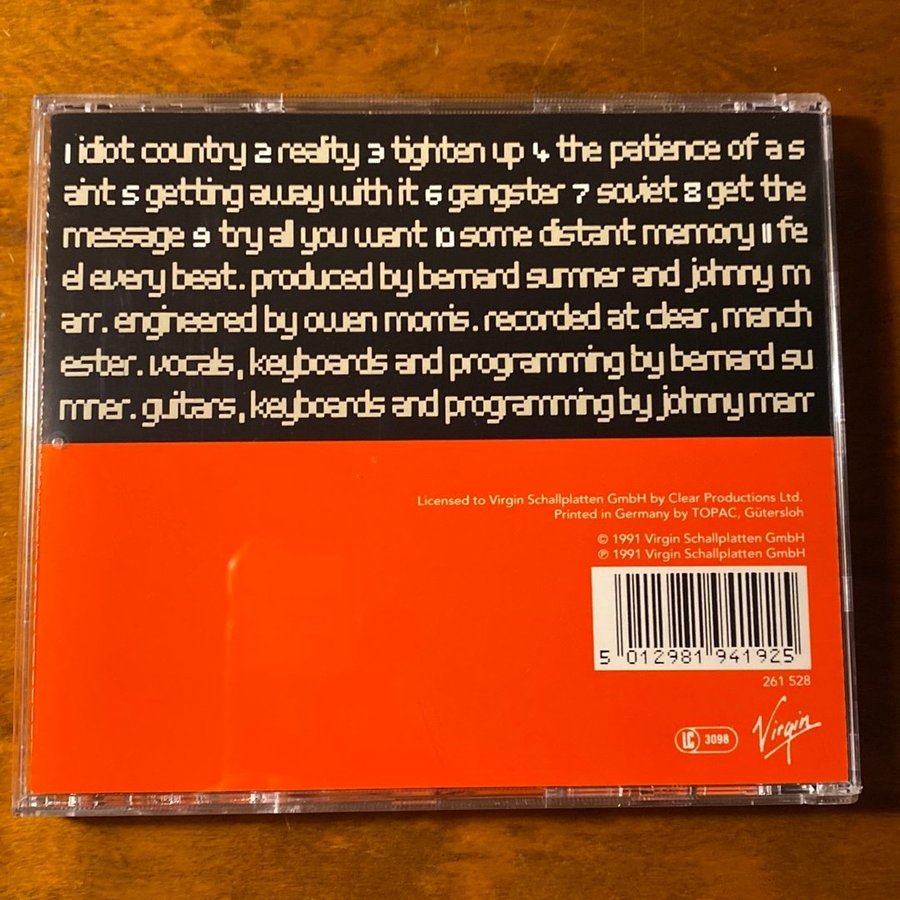 1 idiot country 2 reality 3 tighten up 4 the patience of a s
aint 5 getting away with it 6 gangster 7 soviet 8 get the
message 9 try all you want 10 some distant memory 11 fe
el every beat. produced by bernard sumner and johnny m
arr. engineered by owen morris. recorded at clear, manch
ester. vocals, keyboards and programming by bernard su
mner. guitars, keyboards and programming by johnny marr
Licensed to Virgin Schallplatten GmbH by Clear Productions Ltd.
Printed in Germany by TOPAC, Gütersloh
© 1991 Virgin Schallplatten GmbH
℗ 1991 Virgin Schallplatten GmbH
5 012981 941925
261 528
LC 3098
Virgin